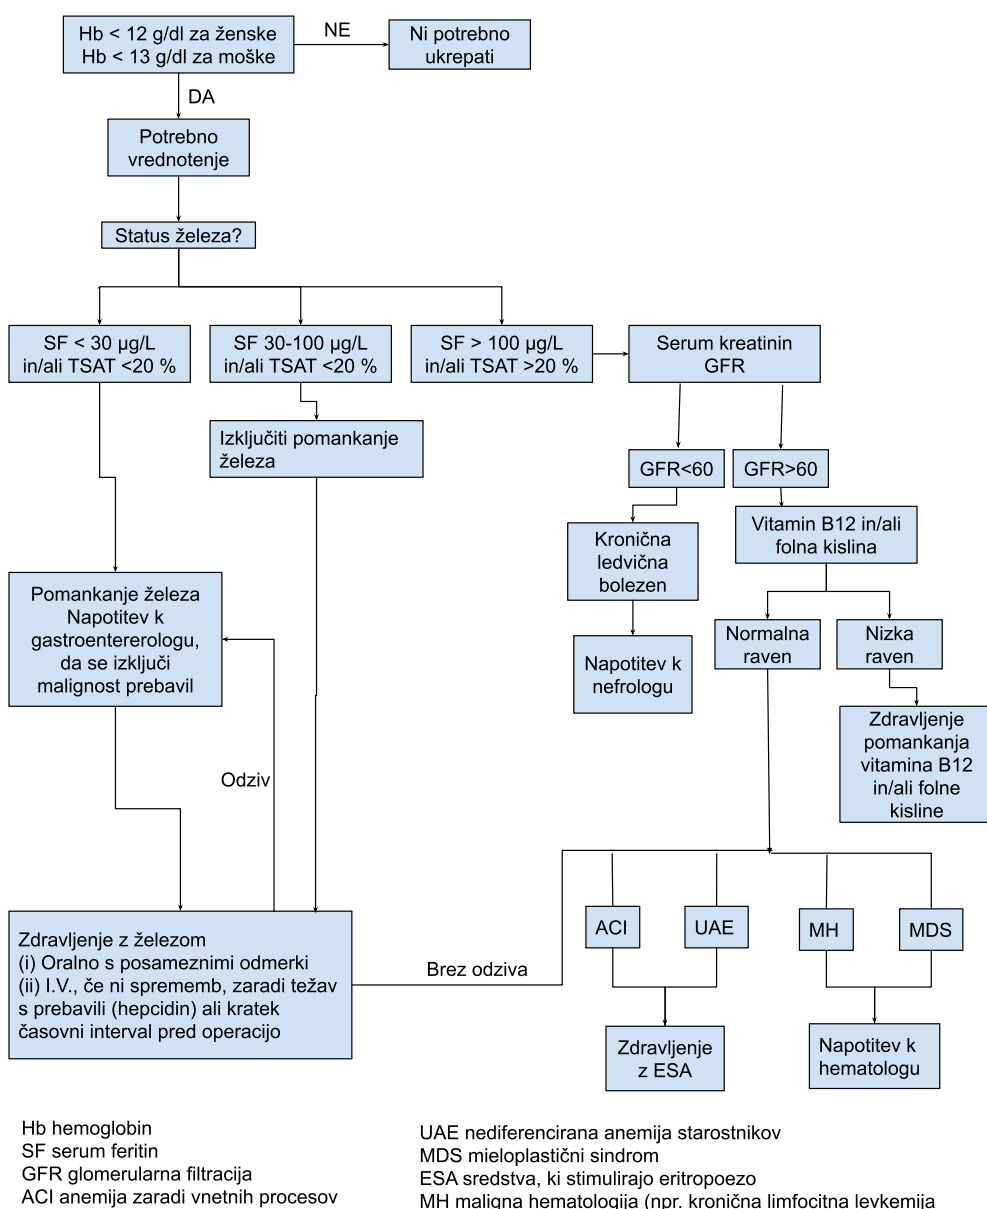 Hb < 12 g/dl za ženske
Hb < 13 g/dl za moške
NE
Ni potrebno
ukrepati
DA
Potrebno
vrednotenje
Status železa?
SF < 30 µg/L
in/ali TSAT <20 %
SF 30-100 µg/L
in/ali TSAT <20 %
SF > 100 µg/L
in/ali TSAT >20 %
Serum kreatinin
GFR
Izključiti pomankanje
železa
GFR<60
GFR>60
Kronična
ledvična
bolezen
Vitamin B12 in/ali
folna kislina
Pomankanje železa
Napotitev k
gastroentererologu,
da se izključi
malignost prebavil
Napotitev k
nefrologu
Normalna
raven
Nizka
raven
Zdravljenje
pomankanja
vitamina B12
in/ali folne
kisline
Odziv
Zdravljenje z železom
(i) Oralno s posameznimi odmerki
(ii) I.V., če ni sprememb, zaradi težav
s prebavili (hepcidin) ali kratek
časovni interval pred operacijo
Brez odziva
ACI
UAE
MH
MDS
Zdravljenje
z ESA
Napotitev k
hematologu
Hb hemoglobin
SF serum feritin
GFR glomerularna filtracija
ACI anemija zaradi vnetnih procesov
UAE nediferencirana anemija starostnikov
MDS mieloplastični sindrom
ESA sredstva, ki stimulirajo eritropoezo
MH maligna hematologija (npr. kronična limfocitna levkemija